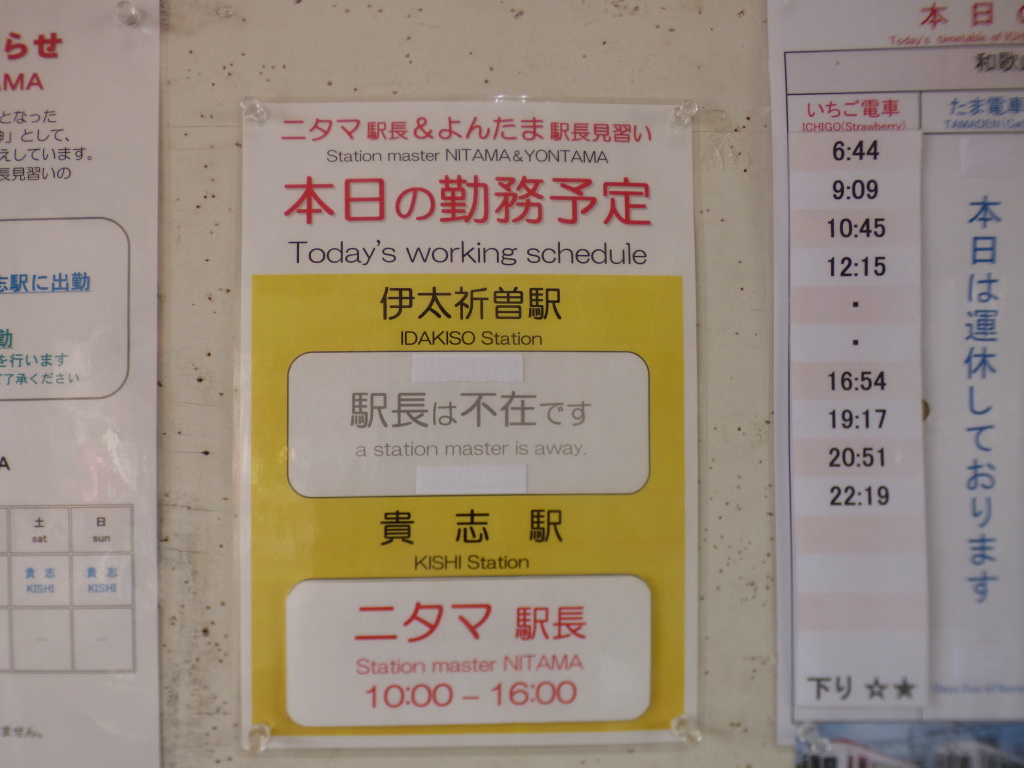 らせ
AMA
となった
」として、
えしています。
長見習いの
志駅に出勤
勤
を行います
了承ください
A
土 日
sat sun
貴志 貴志
KISHI KISHI
ません。
ニタマ 駅長&よんたま 駅長見習い
Station master NITAMA&YONTAMA
本日の勤務予定
Today's working schedule
伊太祈曽駅
IDAKISO Station
駅長は不在です
a station master is away.
貴 志 駅
KISHI Station
ニタマ 駅長
Station master NITAMA
10:00 – 16:00
本 日 の
Today's timetable of
和歌山
いちご電車 たま電車
ICHIGO(Strawberry) TAMADEN(Cat
6:44
9:09
10:45
12:15
・
・
16:54
19:17
20:51
22:19
下り ☆★
本日は運休しております